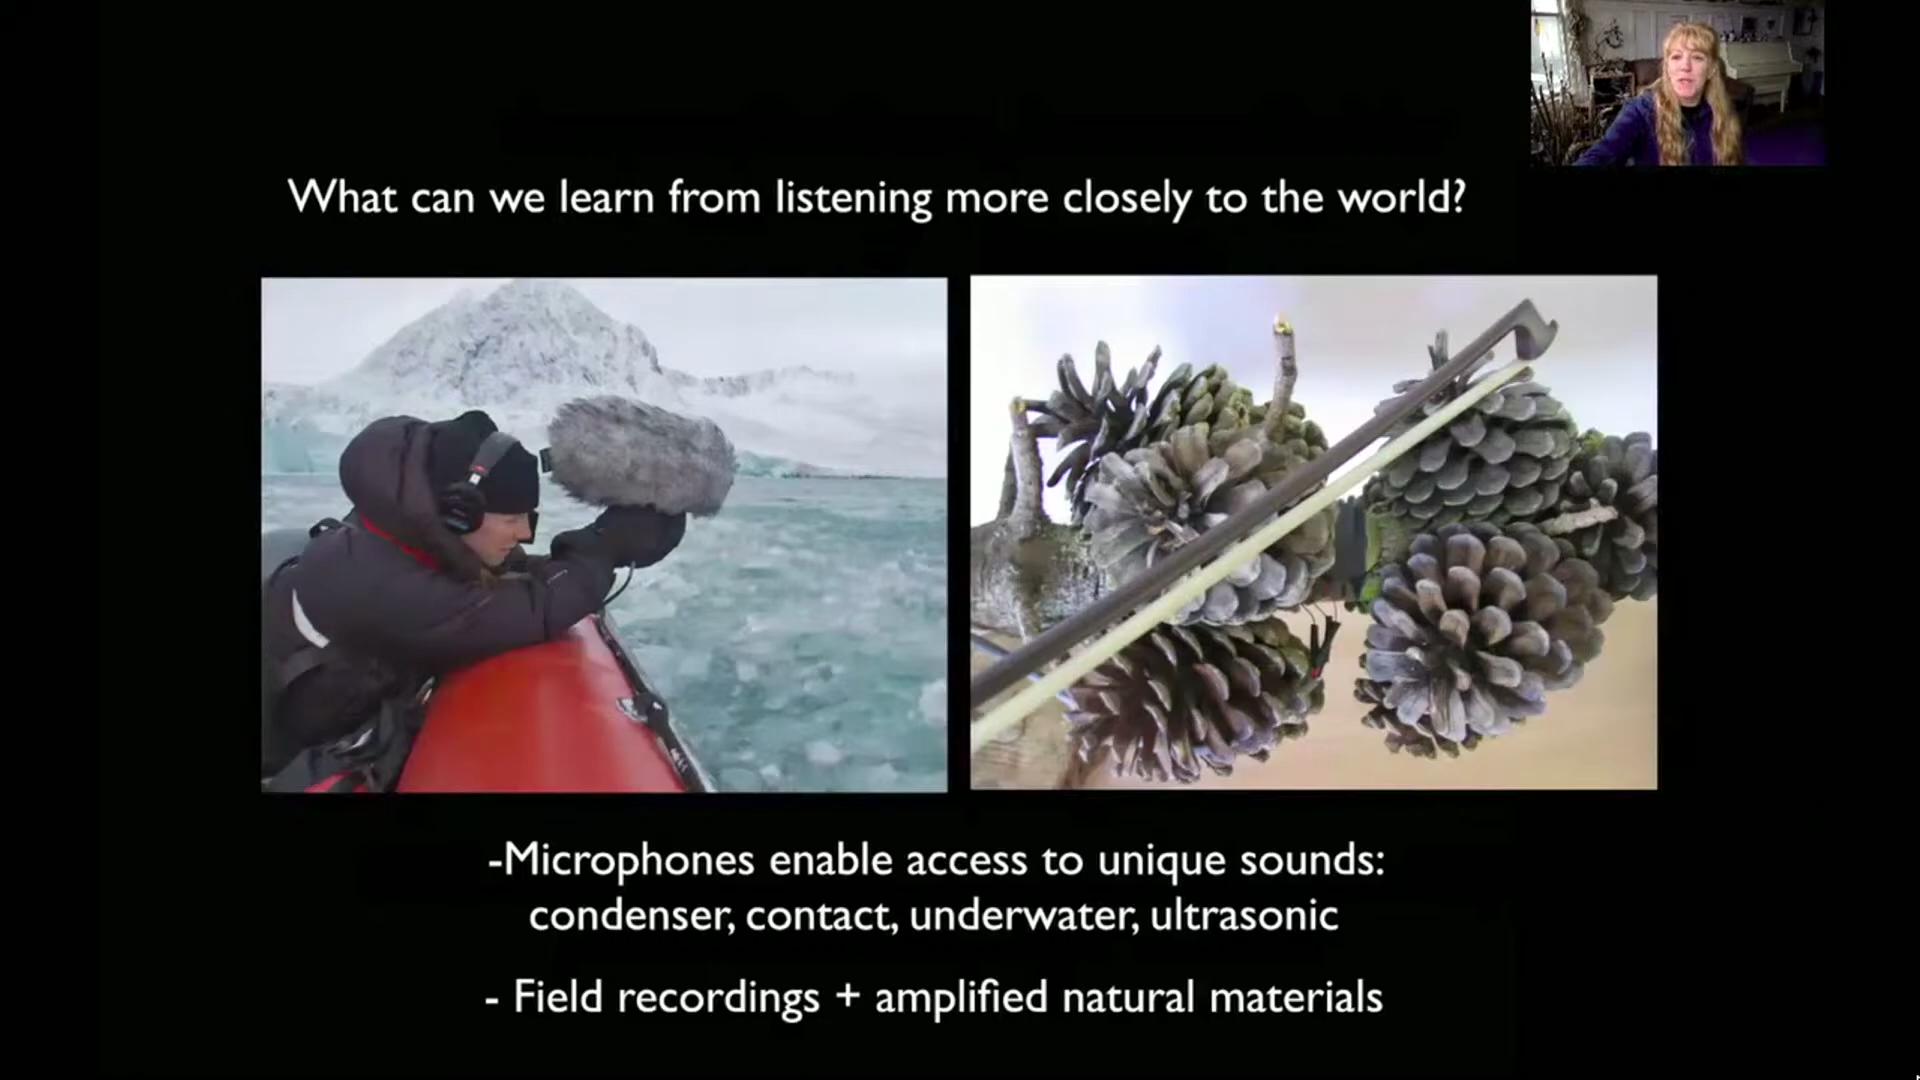 What can we learn from listening more closely to the world?
-Microphones enable access to unique sounds:
condenser, contact, underwater, ultrasonic
- Field recordings + amplified natural materials